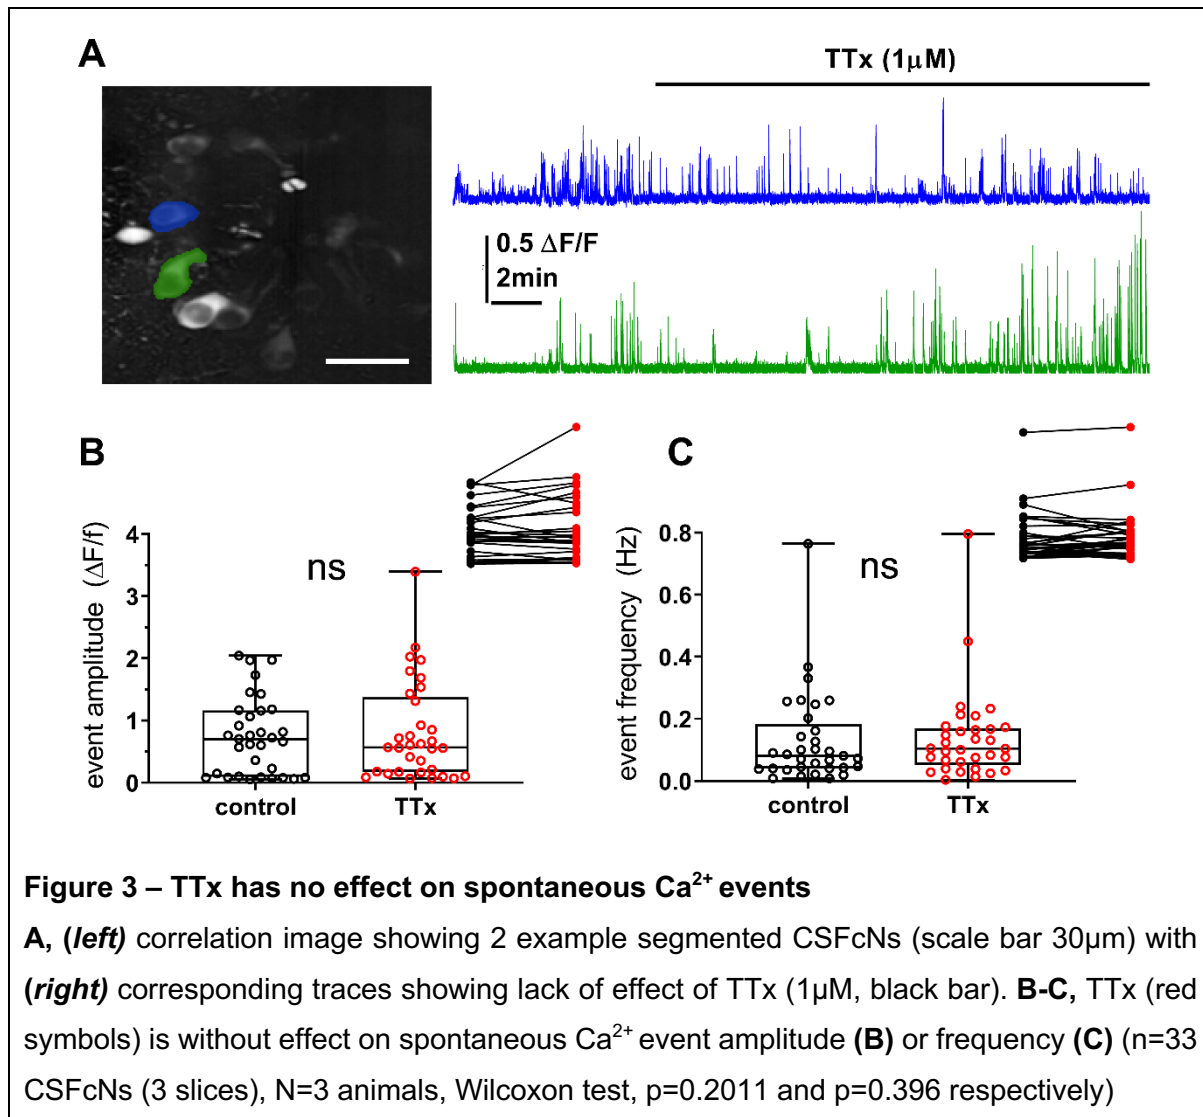 A
TTx (1μM)
0.5 ΔF/F
2min
B
event amplitude (ΔF/f)
4
3
2
1
0
ns
control
TTx
C
event frequency (Hz)
0.8
0.6
0.4
0.2
0.0
ns
control
TTx
Figure 3 – TTx has no effect on spontaneous Ca²⁺ events
A, (left) correlation image showing 2 example segmented CSFcNs (scale bar 30μm) with
(right) corresponding traces showing lack of effect of TTx (1μM, black bar). B-C, TTx (red
symbols) is without effect on spontaneous Ca²⁺ event amplitude (B) or frequency (C) (n=33
CSFcNs (3 slices), N=3 animals, Wilcoxon test, p=0.2011 and p=0.396 respectively)